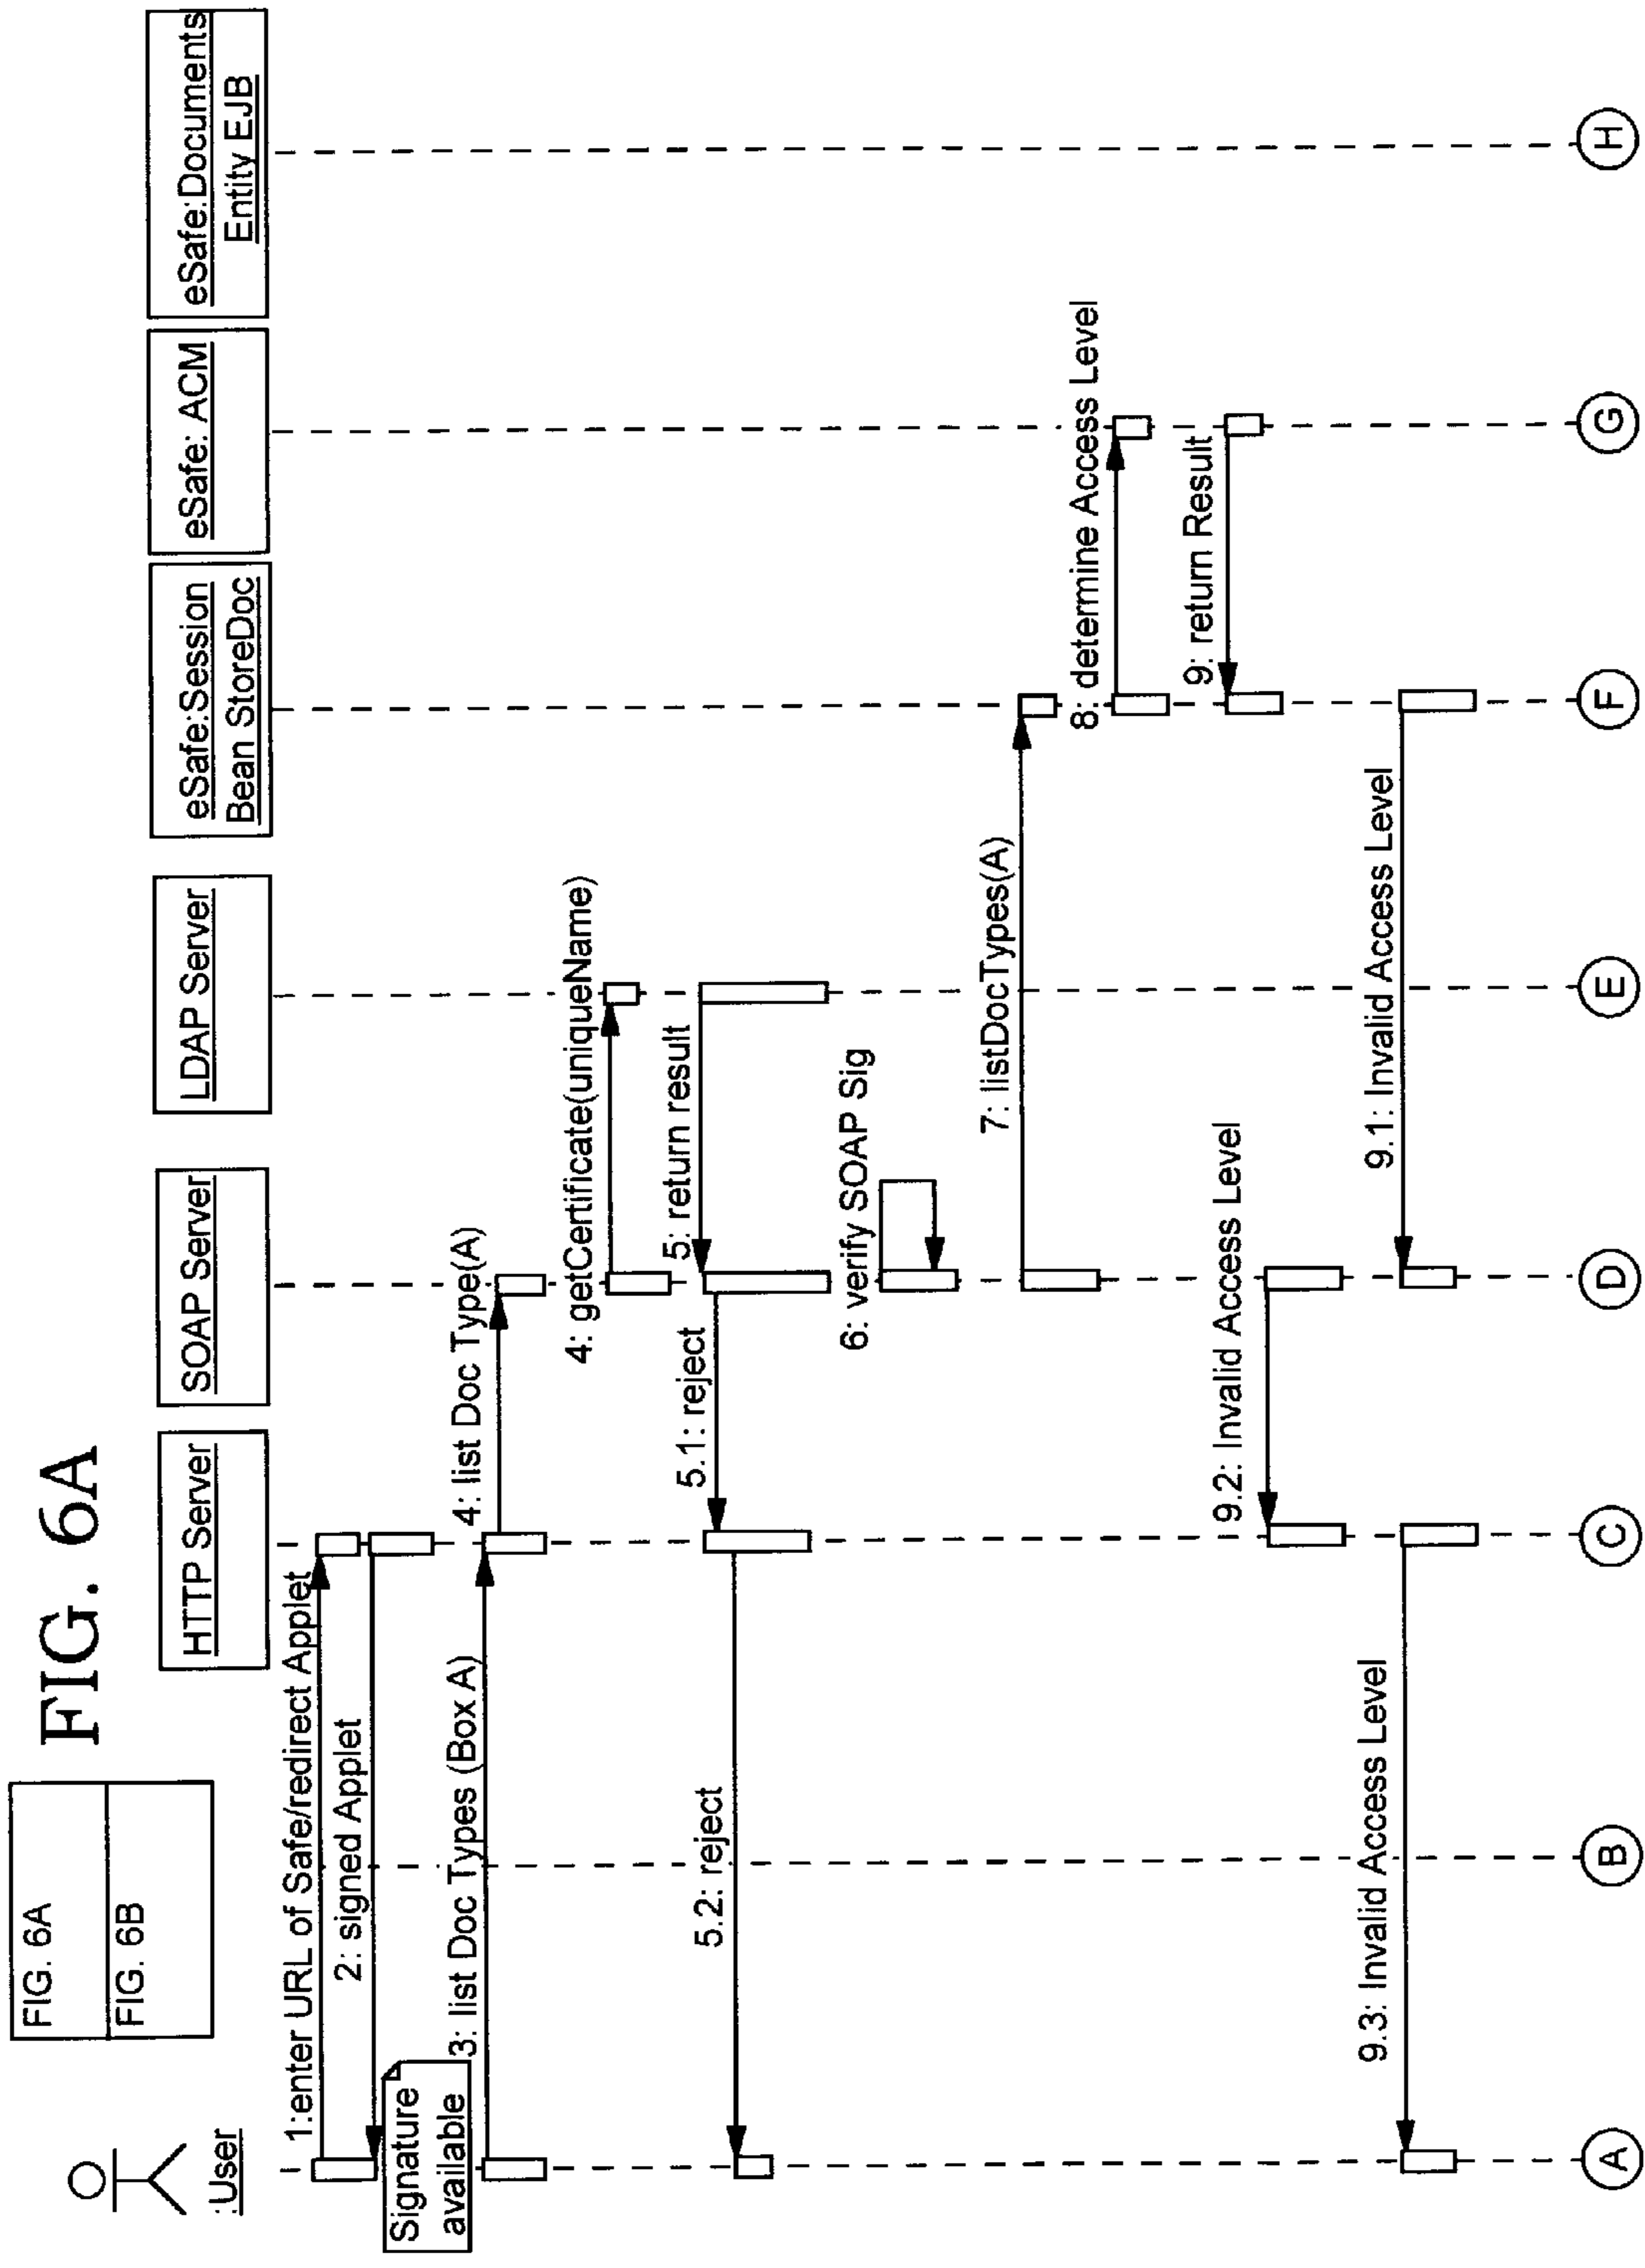 FIG. 6A
FIG. 6B
FIG. 6A
:User
HTTP Server
SOAP Server
LDAP Server
eSafe:Session
Bean StoreDoc
eSafe: ACM
eSafe:Documents
Entity EJB
1:enter URL of Safe/redirect Applet
2: signed Applet
Signature
available
3: list Doc Types (Box A)
4: list Doc Type(A)
4: getCertificate(uniqueName)
5: return result
5.1: reject
5.2: reject
6: verify SOAP Sig
7: listDocTypes(A)
8: determine Access Level
9: return Result
9.2: Invalid Access Level
9.1: Invalid Access Level
9.3: Invalid Access Level
A
B
C
D
E
F
G
H